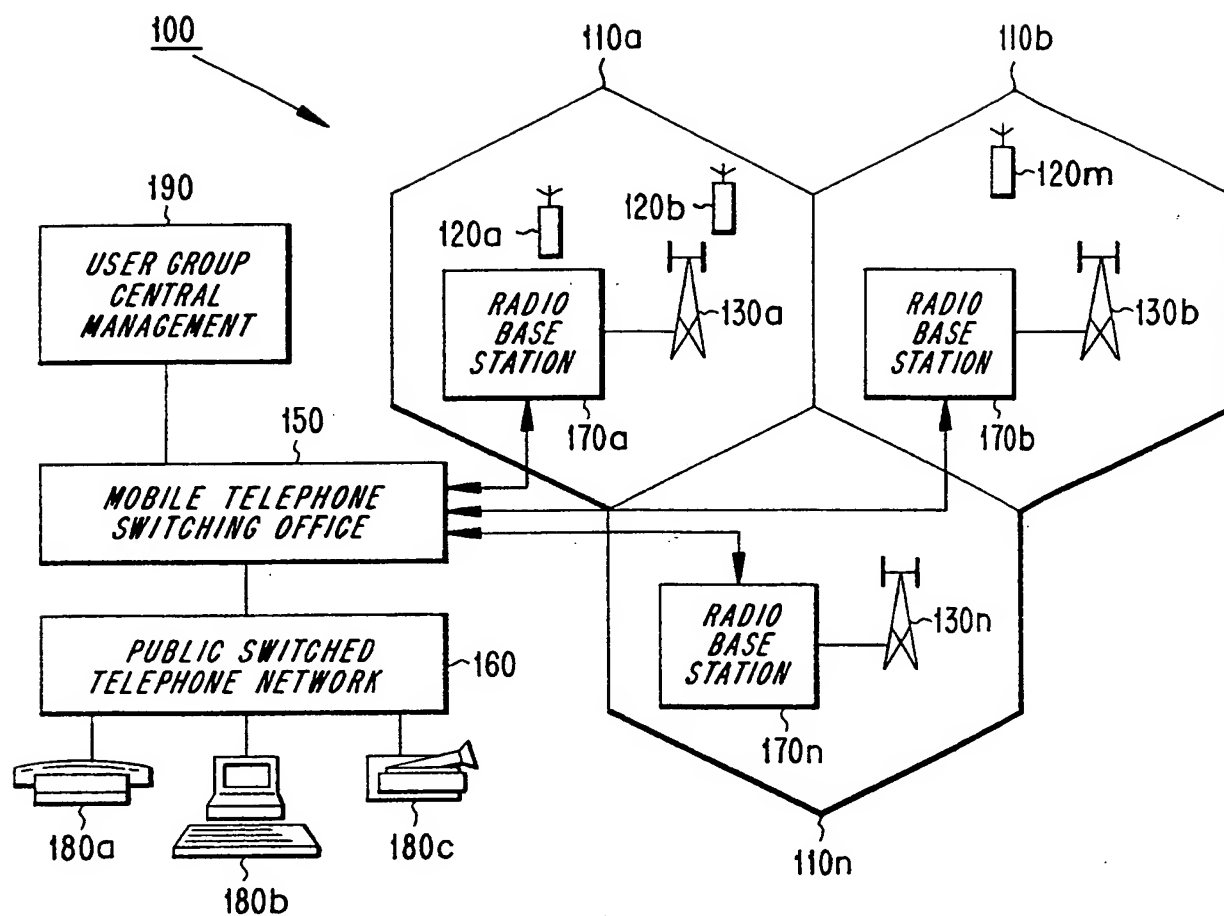 100
110a
110b
190
USER GROUP
CENTRAL
MANAGEMENT
120a
120b
120m
RADIO
BASE
STATION
130a
170a
RADIO
BASE
STATION
130b
170b
150
MOBILE TELEPHONE
SWITCHING OFFICE
RADIO
BASE
STATION
130n
170n
PUBLIC SWITCHED
TELEPHONE NETWORK
160
180a
180b
180c
110n